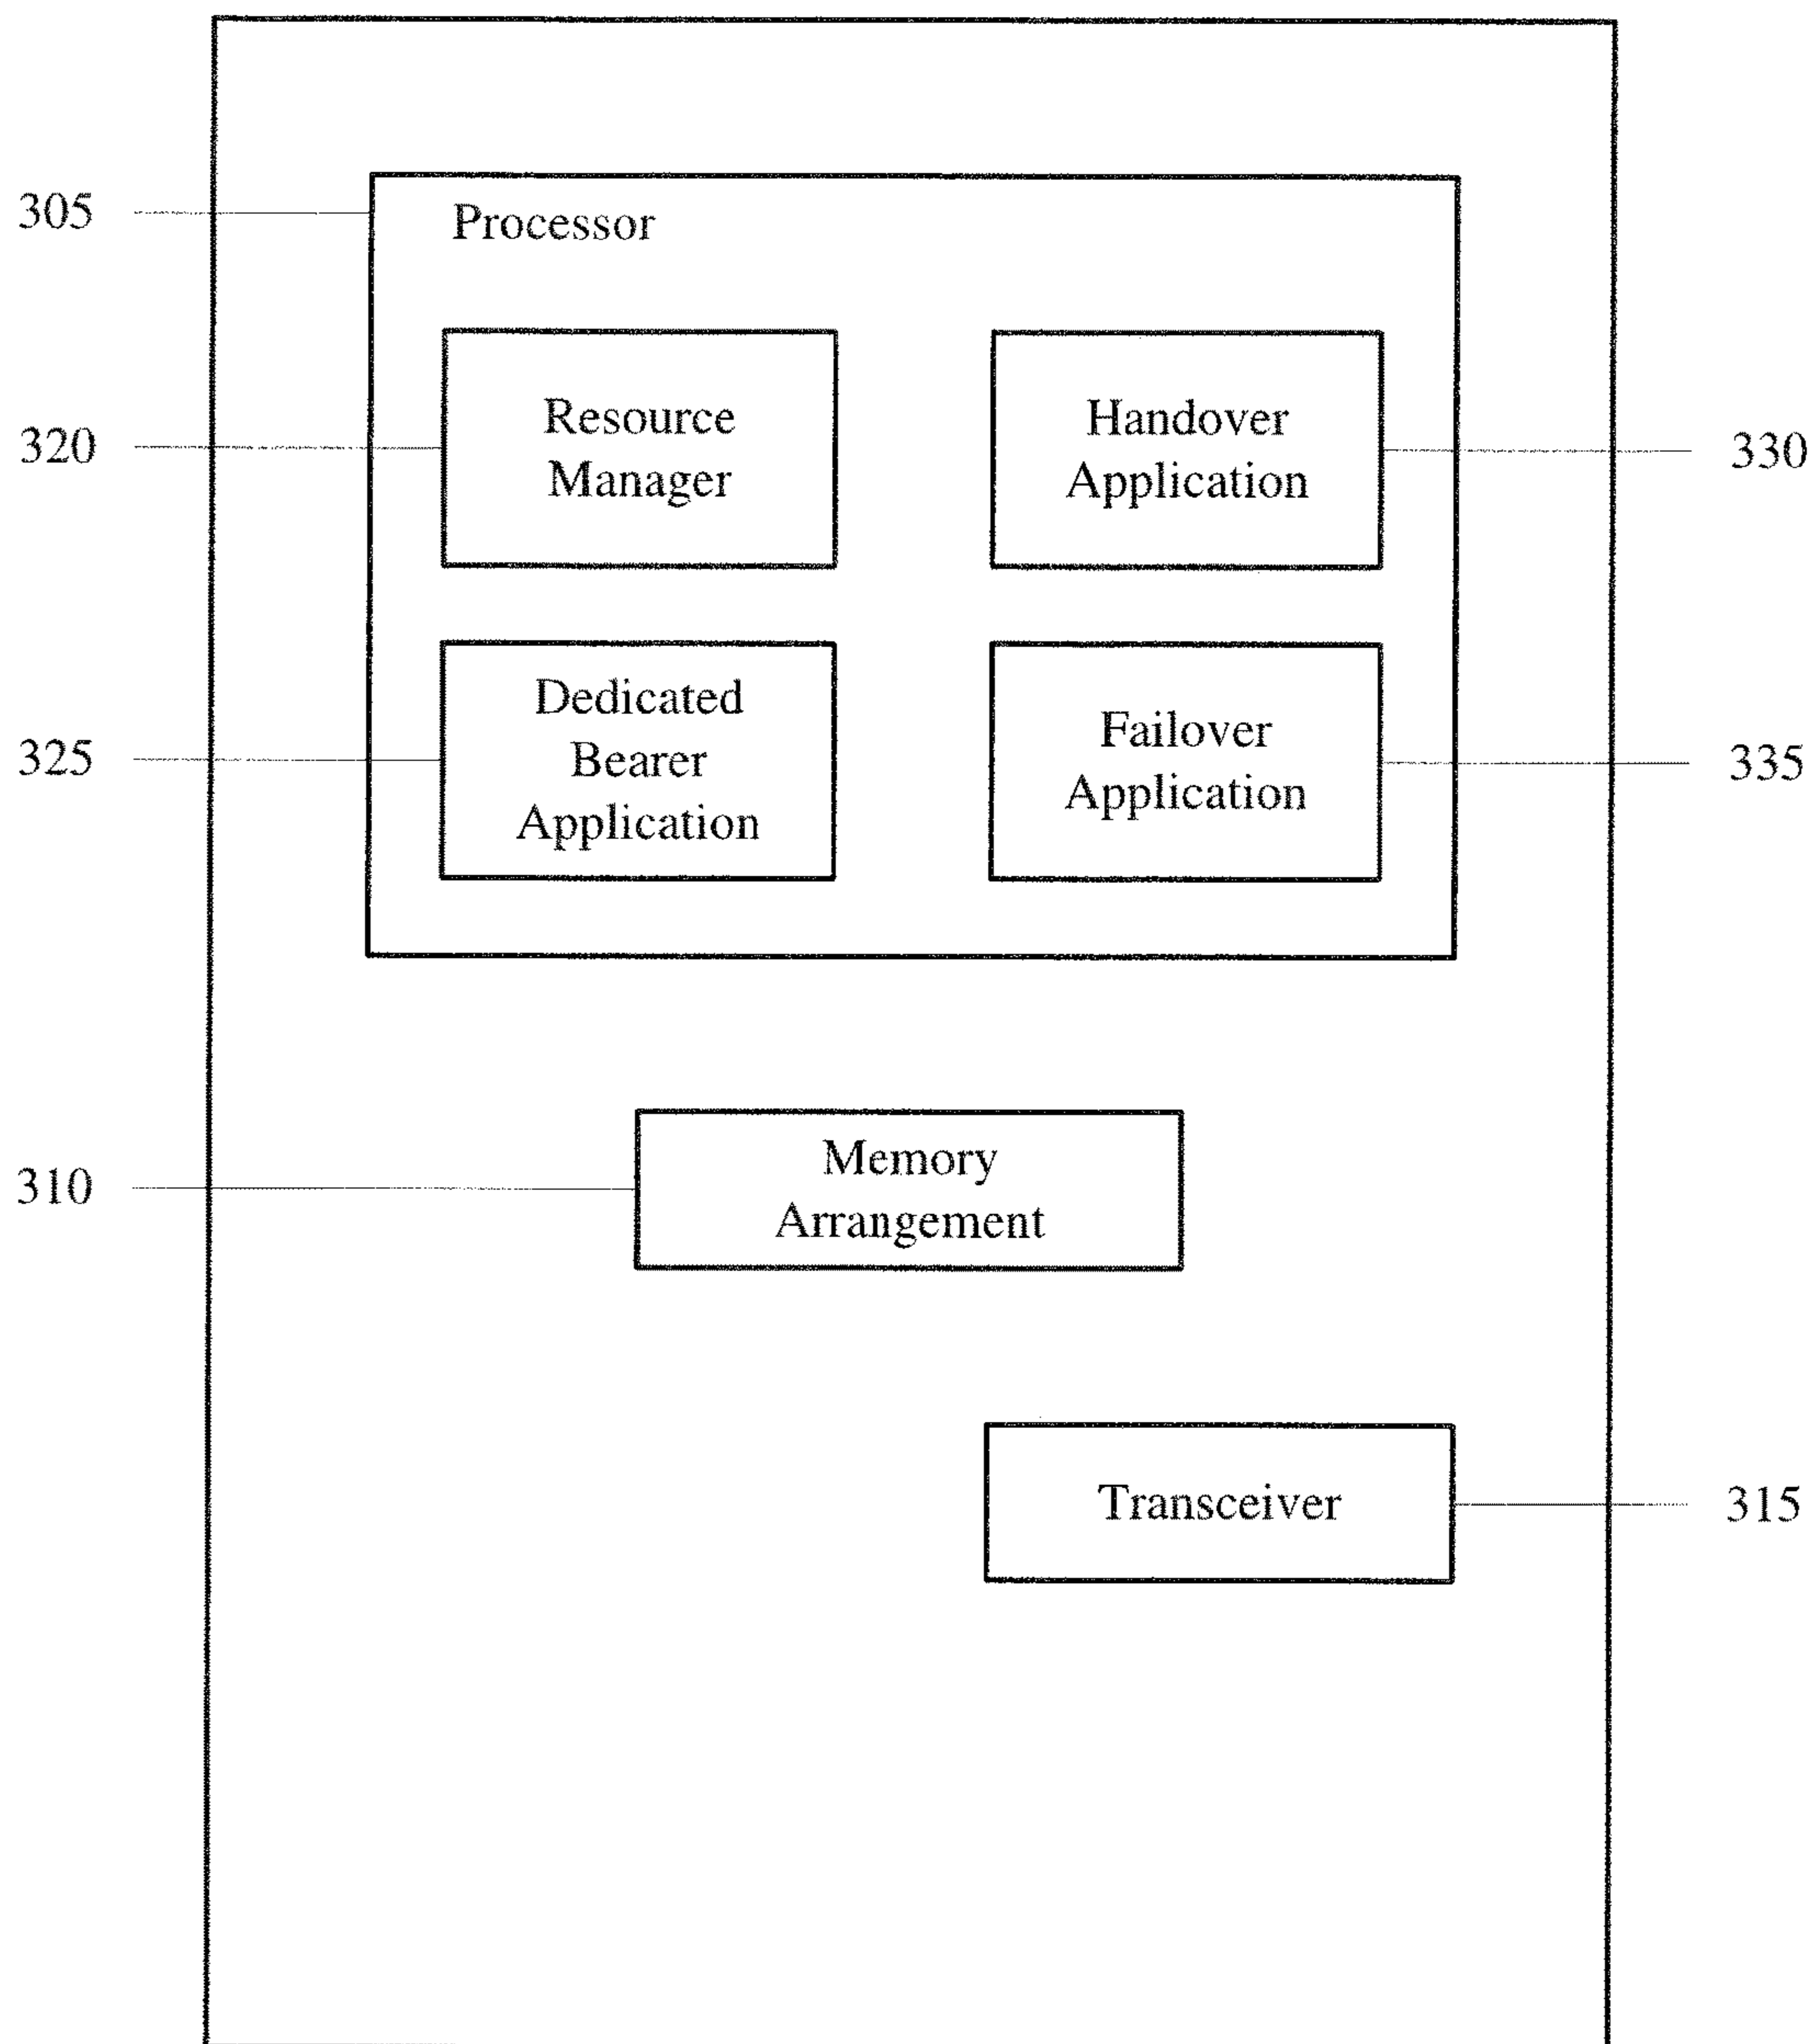 305
Processor
320
Resource
Manager
Handover
Application
330
325
Dedicated
Bearer
Application
Failover
Application
335
310
Memory
Arrangement
Transceiver
315